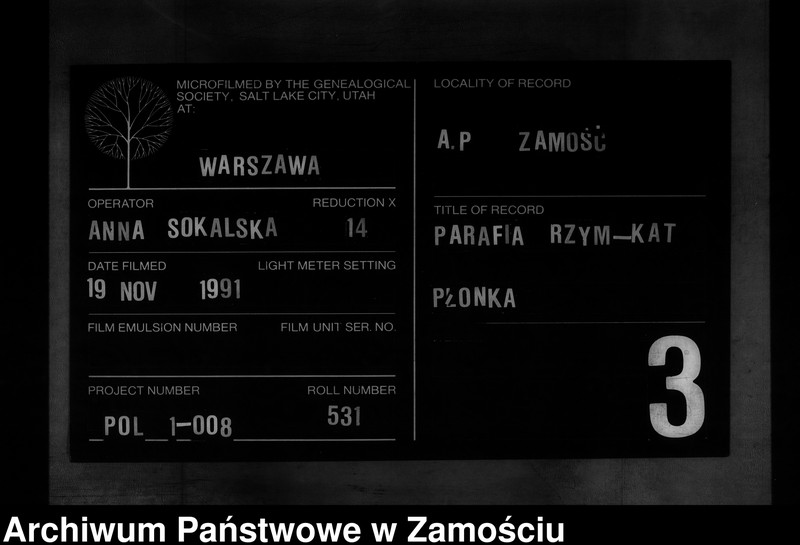 MICROFILMED BY THE GENEALOGICAL
SOCIETY, SALT LAKE CITY, UTAH
AT:
WARSZAWA
OPERATOR REDUCTION X
ANNA SOKALSKA 14
DATE FILMED LIGHT METER SETTING
19 NOV 1991
FILM EMULSION NUMBER FILM UNIT SER. NO.
PROJECT NUMBER ROLL NUMBER
POL 1-008 531
LOCALITY OF RECORD
A.P ZAMOŚĆ
TITLE OF RECORD
PARAFIA RZYM-KAT
PŁONKA
3
Archiwum Państwowe w Zamościu